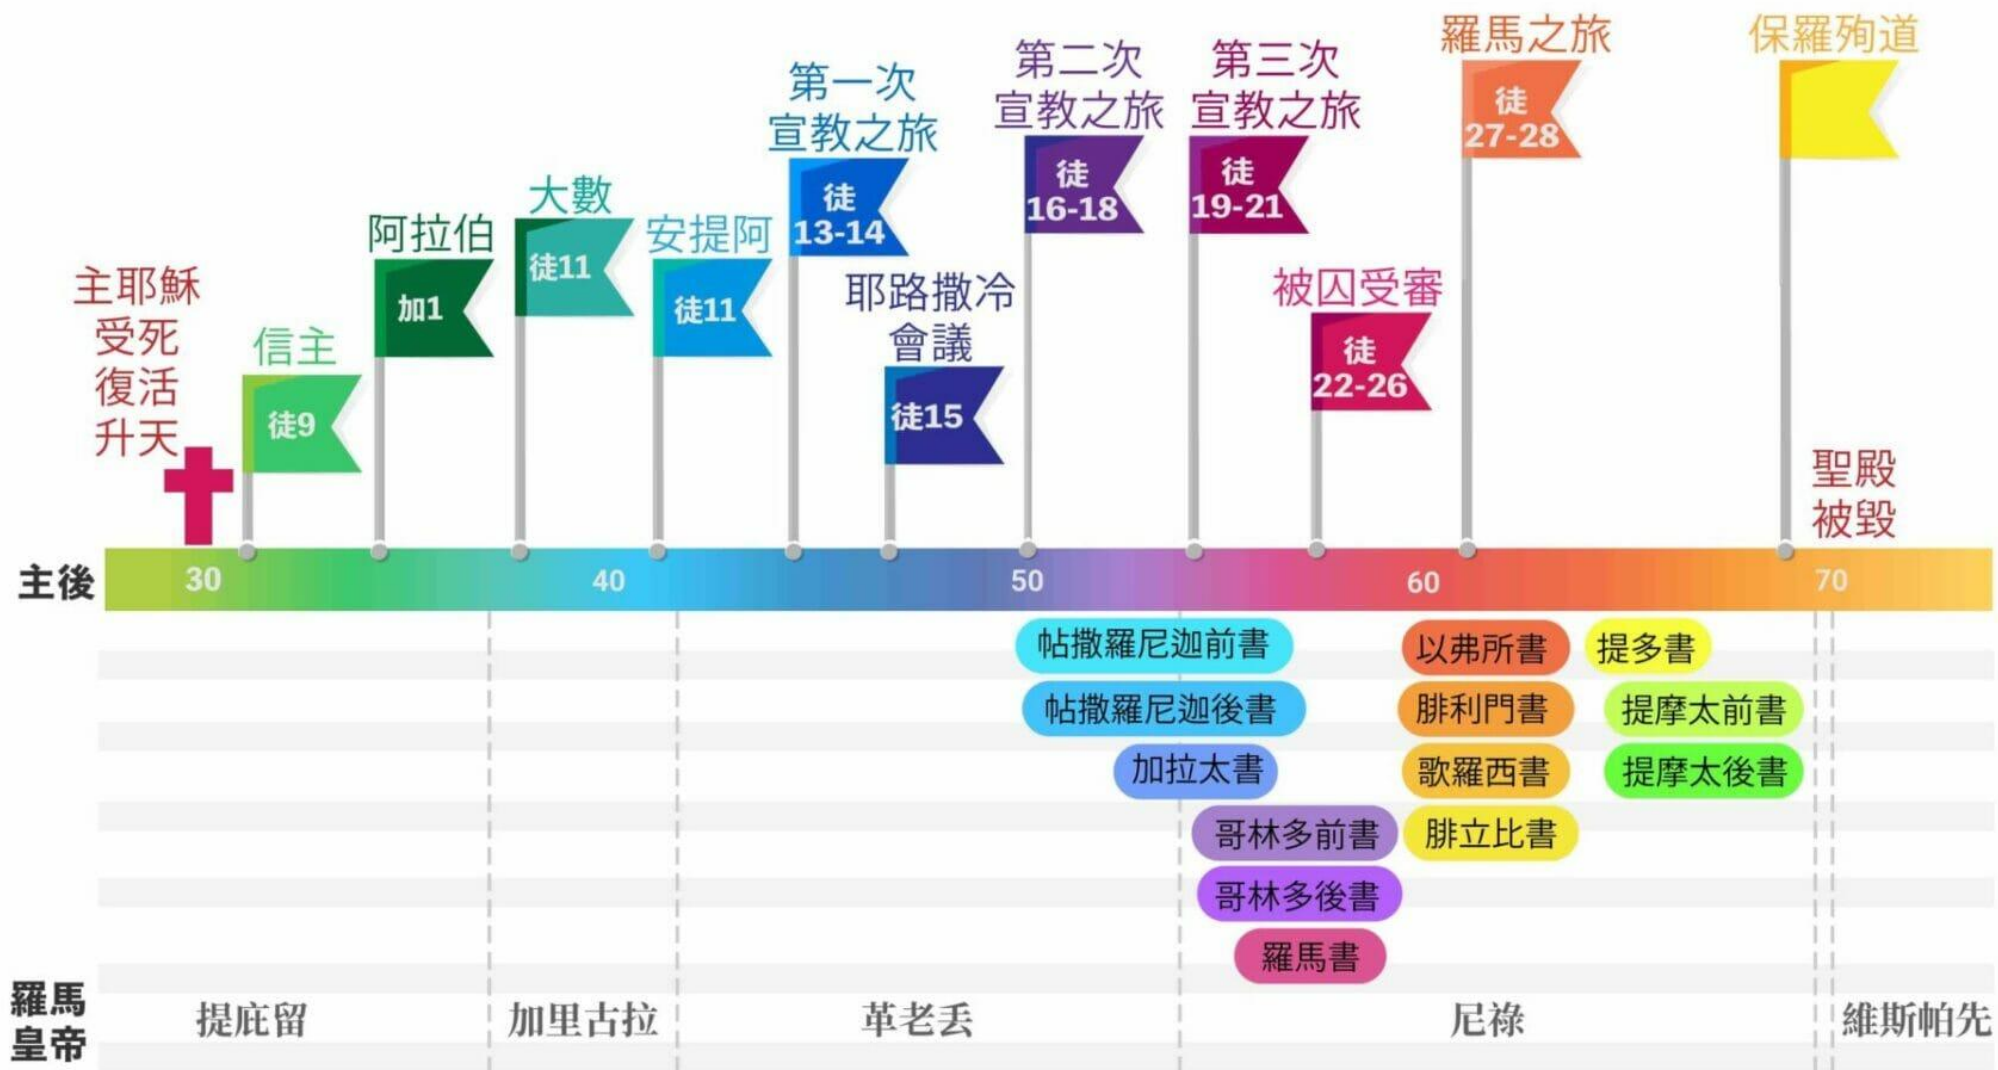 羅馬之旅
保羅殉道
第二次
宣教之旅
第三次
宣教之旅
第一次
宣教之旅
徒
27-28
大數
徒
16-18
徒
19-21
阿拉伯
安提阿
徒
13-14
主耶穌
受死
復活
升天
徒11
耶路撒冷
會議
被囚受審
信主
加1
徒11
徒
22-26
徒9
徒15
聖殿
被毀
主後
30
40
50
60
70
帖撒羅尼迦前書
以弗所書
提多書
帖撒羅尼迦後書
腓利門書
提摩太前書
加拉太書
歌羅西書
提摩太後書
哥林多前書
腓立比書
哥林多後書
羅馬書
羅馬
皇帝
提庇留
加里古拉
革老丟
尼祿
維斯帕先